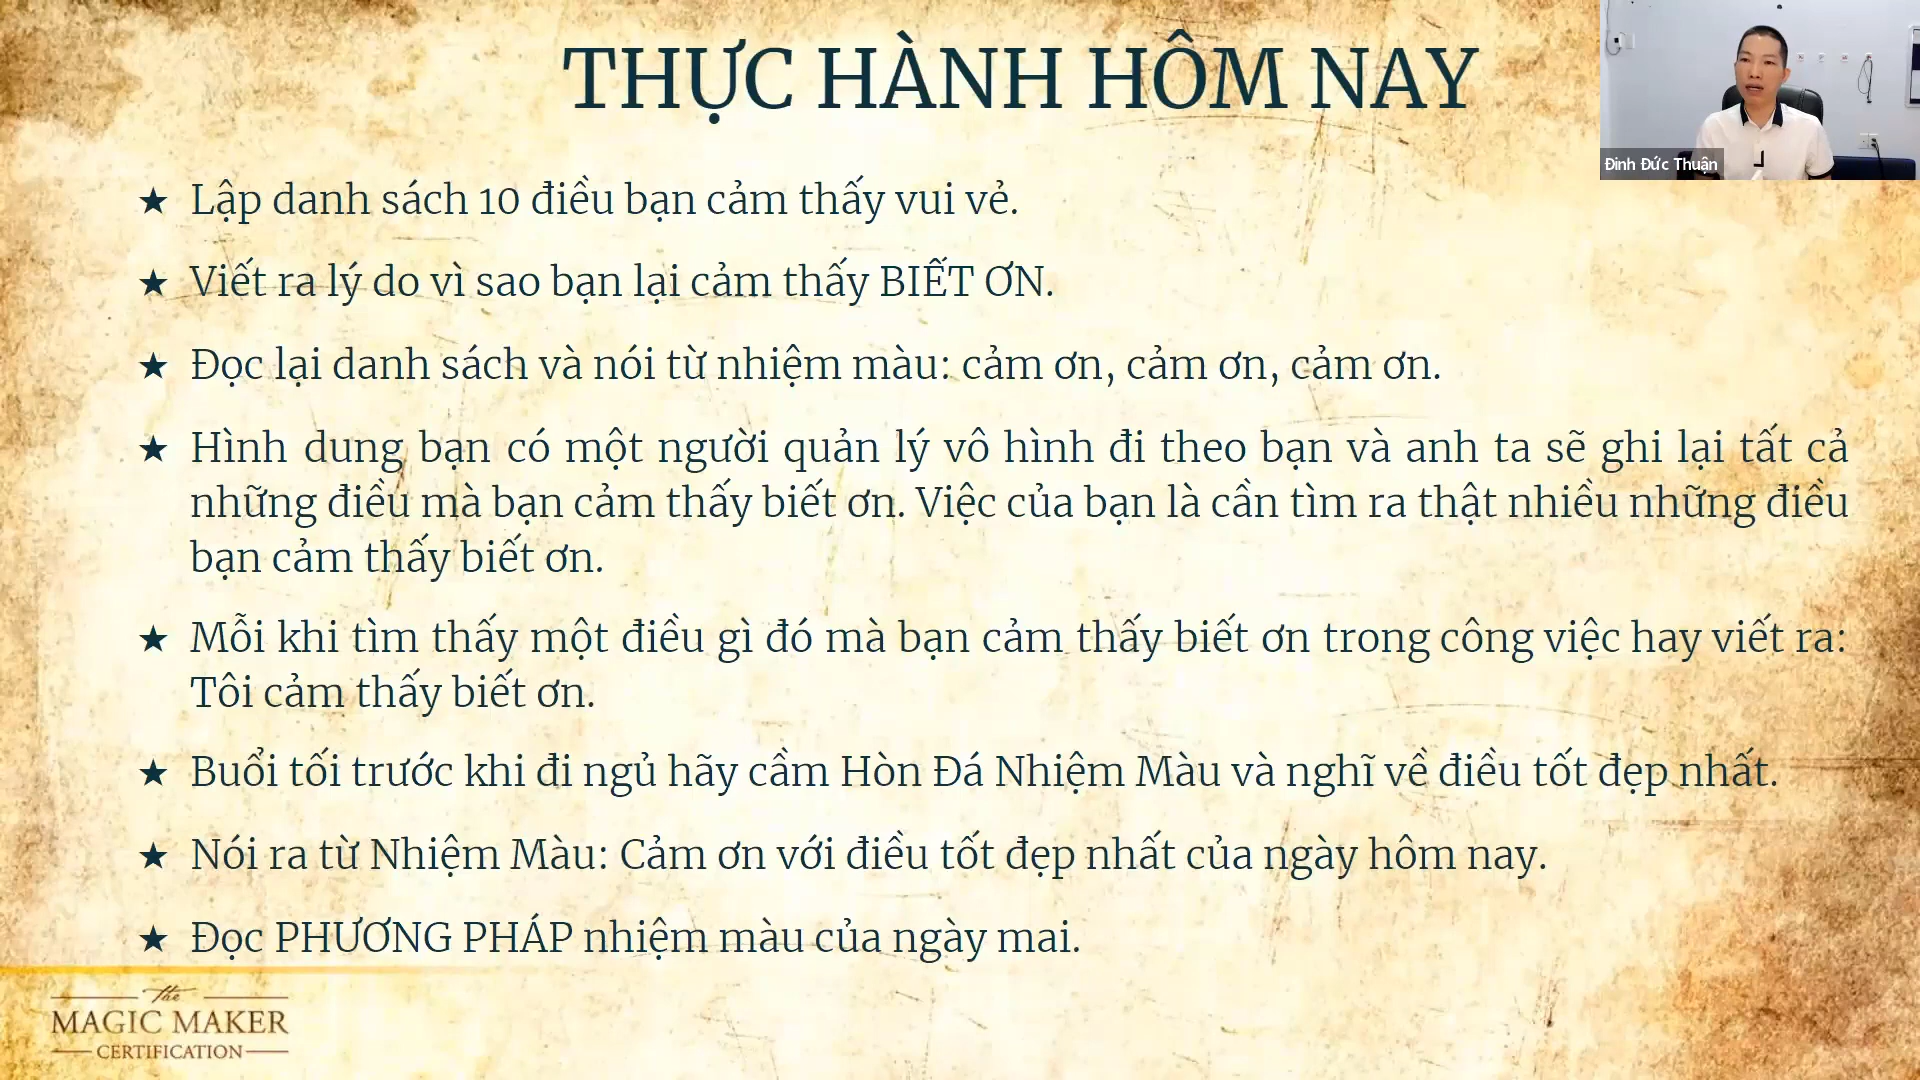 THỰC HÀNH HÔM NAY
Đinh Đức Thuận
★ Lập danh sách 10 điều bạn cảm thấy vui vẻ.
★ Viết ra lý do vì sao bạn lại cảm thấy BIẾT ƠN.
★ Đọc lại danh sách và nói từ nhiệm màu: cảm ơn, cảm ơn, cảm ơn.
★ Hình dung bạn có một người quản lý vô hình đi theo bạn và anh ta sẽ ghi lại tất cả
những điều mà bạn cảm thấy biết ơn. Việc của bạn là cần tìm ra thật nhiều những điều
bạn cảm thấy biết ơn.
★ Mỗi khi tìm thấy một điều gì đó mà bạn cảm thấy biết ơn trong công việc hay viết ra:
Tôi cảm thấy biết ơn.
★ Buổi tối trước khi đi ngủ hãy cầm Hòn Đá Nhiệm Màu và nghĩ về điều tốt đẹp nhất.
★ Nói ra từ Nhiệm Màu: Cảm ơn với điều tốt đẹp nhất của ngày hôm nay.
★ Đọc PHƯƠNG PHÁP nhiệm màu của ngày mai.
The
MAGIC MAKER
CERTIFICATION